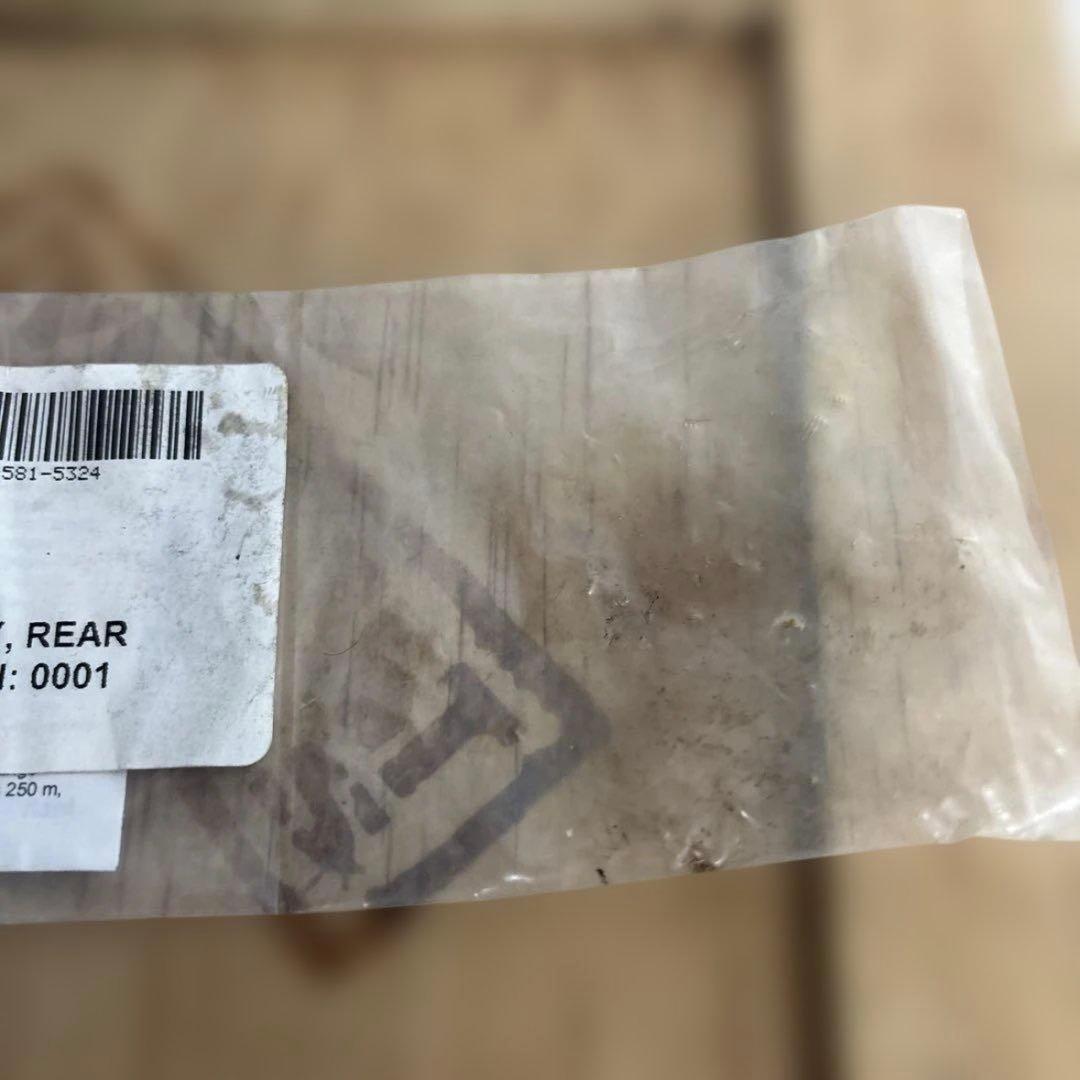 581-5324
, REAR
: 0001
250 m,